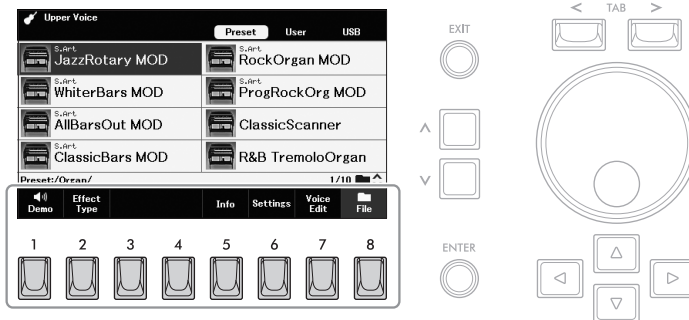 Upper Voice
Preset User USB
S.Art
JazzRotary MOD
S.Art
RockOrgan MOD
S.Art
WhiterBars MOD
S.Art
ProgRockOrg MOD
S.Art
AllBarsOut MOD
ClassicScanner
S.Art
ClassicBars MOD
R&B TremoloOrgan
Preset:/Organ/ 1/10
Demo
Effect
Type
Info
Settings
Voice
Edit
File
1 2 3 4 5 6 7 8
EXIT
ENTER
< TAB >